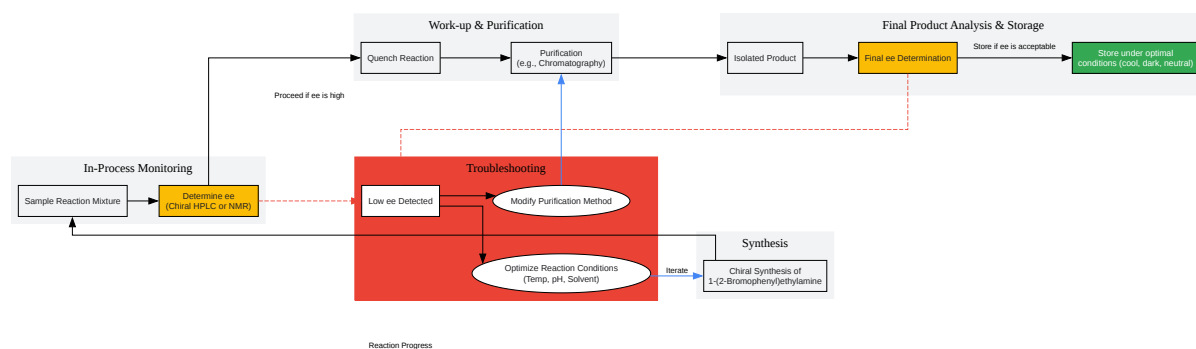 Work-up & Purification
Quench Reaction
Purification
(e.g., Chromatography)
Final Product Analysis & Storage
Isolated Product
Final ee Determination
Store if ee is acceptable
Store under optimal
conditions (cool, dark, neutral)
Proceed if ee is high
In-Process Monitoring
Sample Reaction Mixture
Determine ee
(Chiral HPLC or NMR)
Troubleshooting
Low ee Detected
Modify Purification Method
Optimize Reaction Conditions
(Temp, pH, Solvent)
Iterate
Synthesis
Chiral Synthesis of
1-(2-Bromophenyl)ethylamine
Reaction Progress